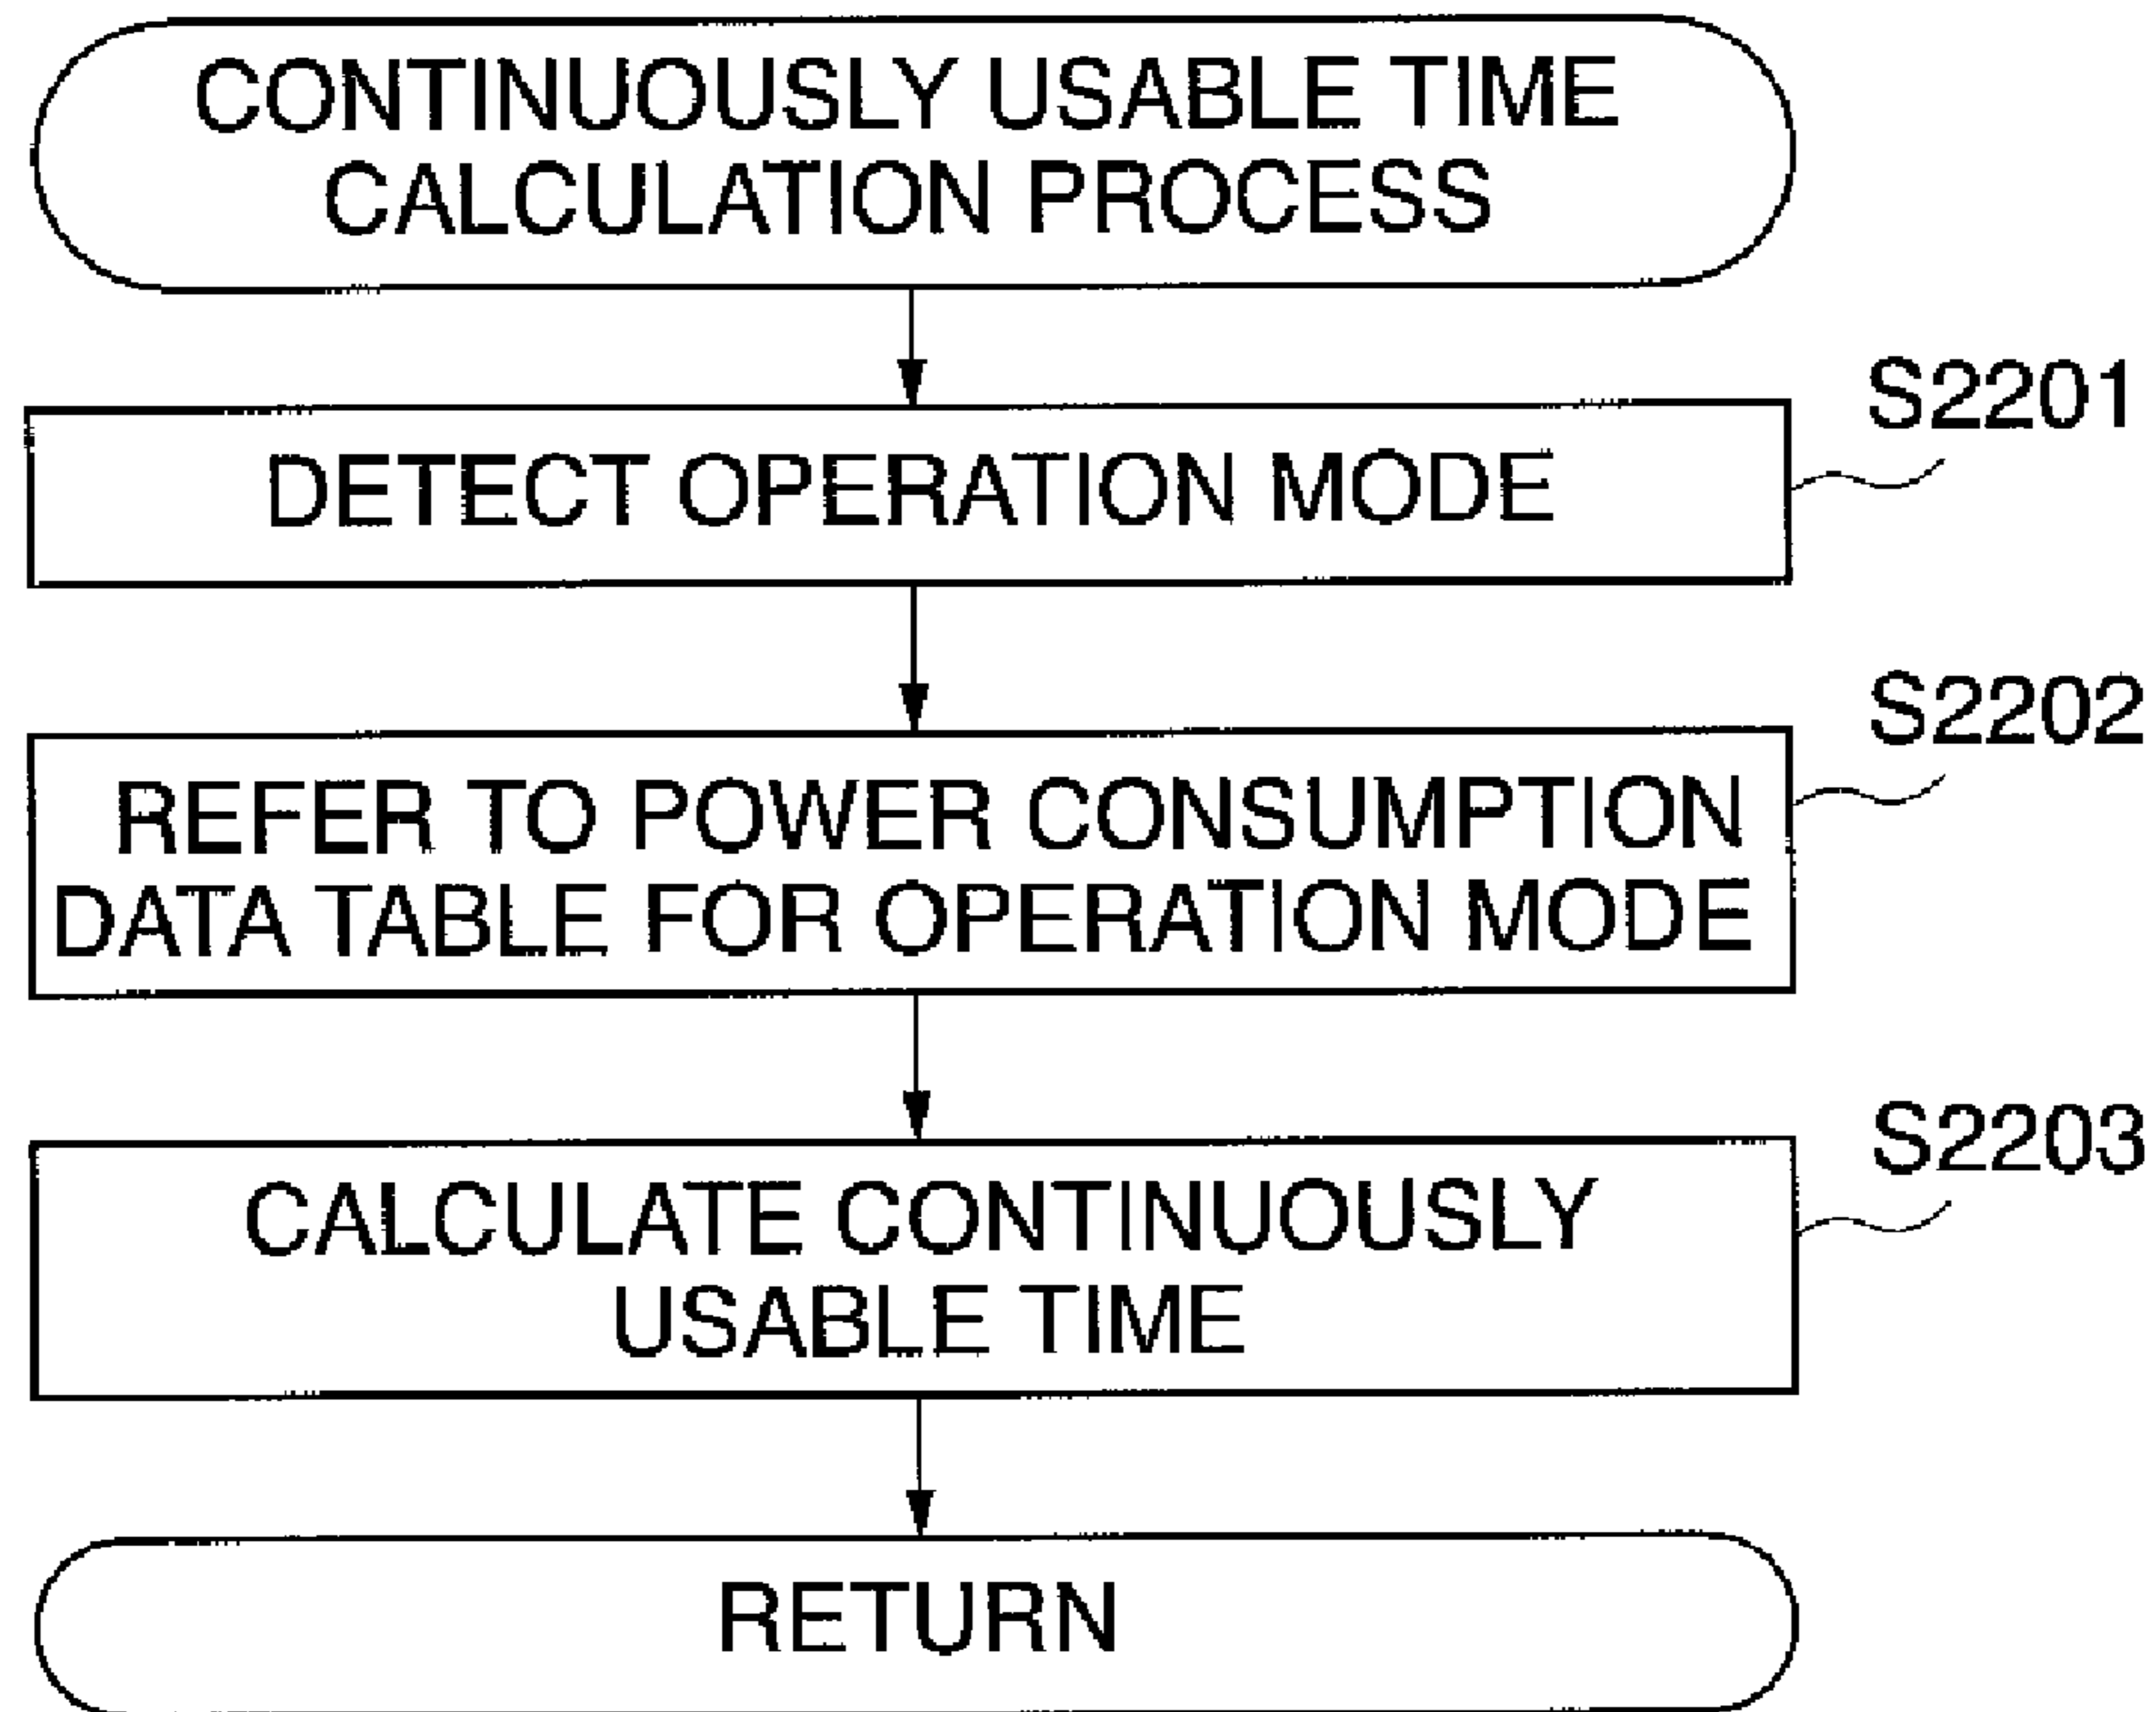 CONTINUOUSLY USABLE TIME
CALCULATION PROCESS
S2201
DETECT OPERATION MODE
S2202
REFER TO POWER CONSUMPTION
DATA TABLE FOR OPERATION MODE
S2203
CALCULATE CONTINUOUSLY
USABLE TIME
RETURN